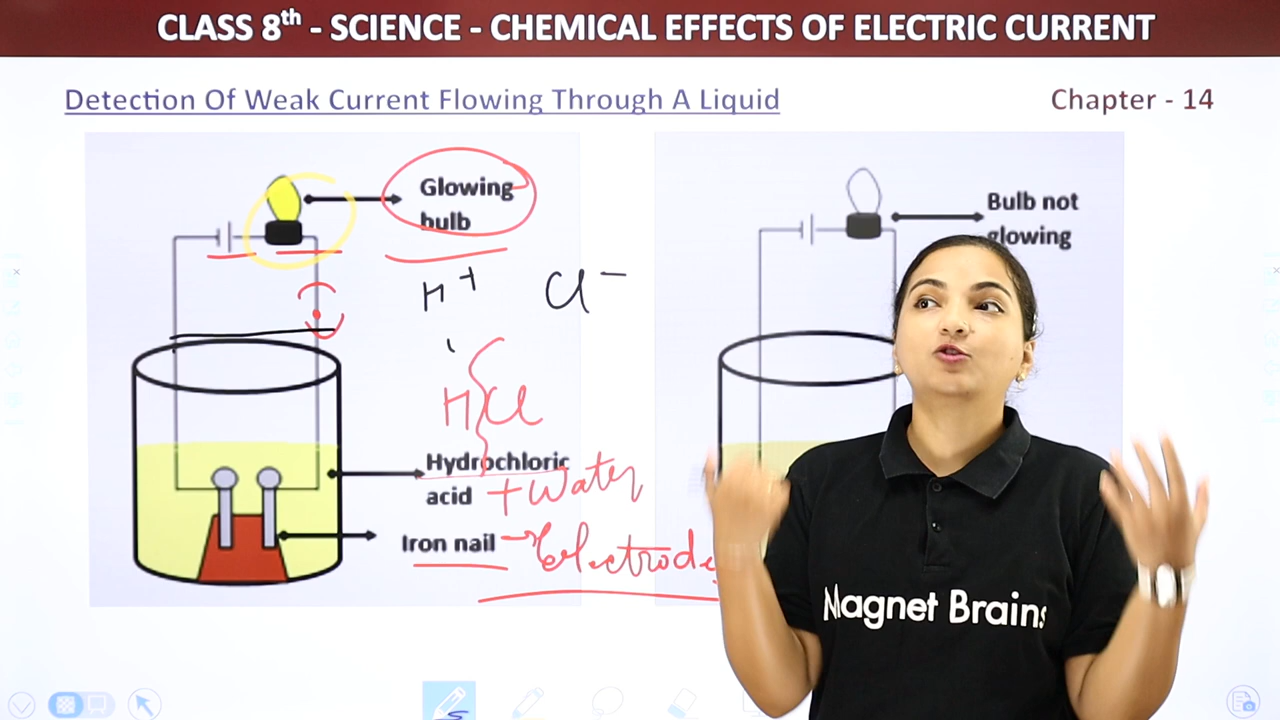 CLASS 8th - SCIENCE - CHEMICAL EFFECTS OF ELECTRIC CURRENT
Detection Of Weak Current Flowing Through A Liquid
Chapter - 14
Glowing
bulb
H+ Cl-
H Cl
Hydrochloric
acid + Water
Iron nail → Electrode
Bulb not
glowing
Magnet Brains